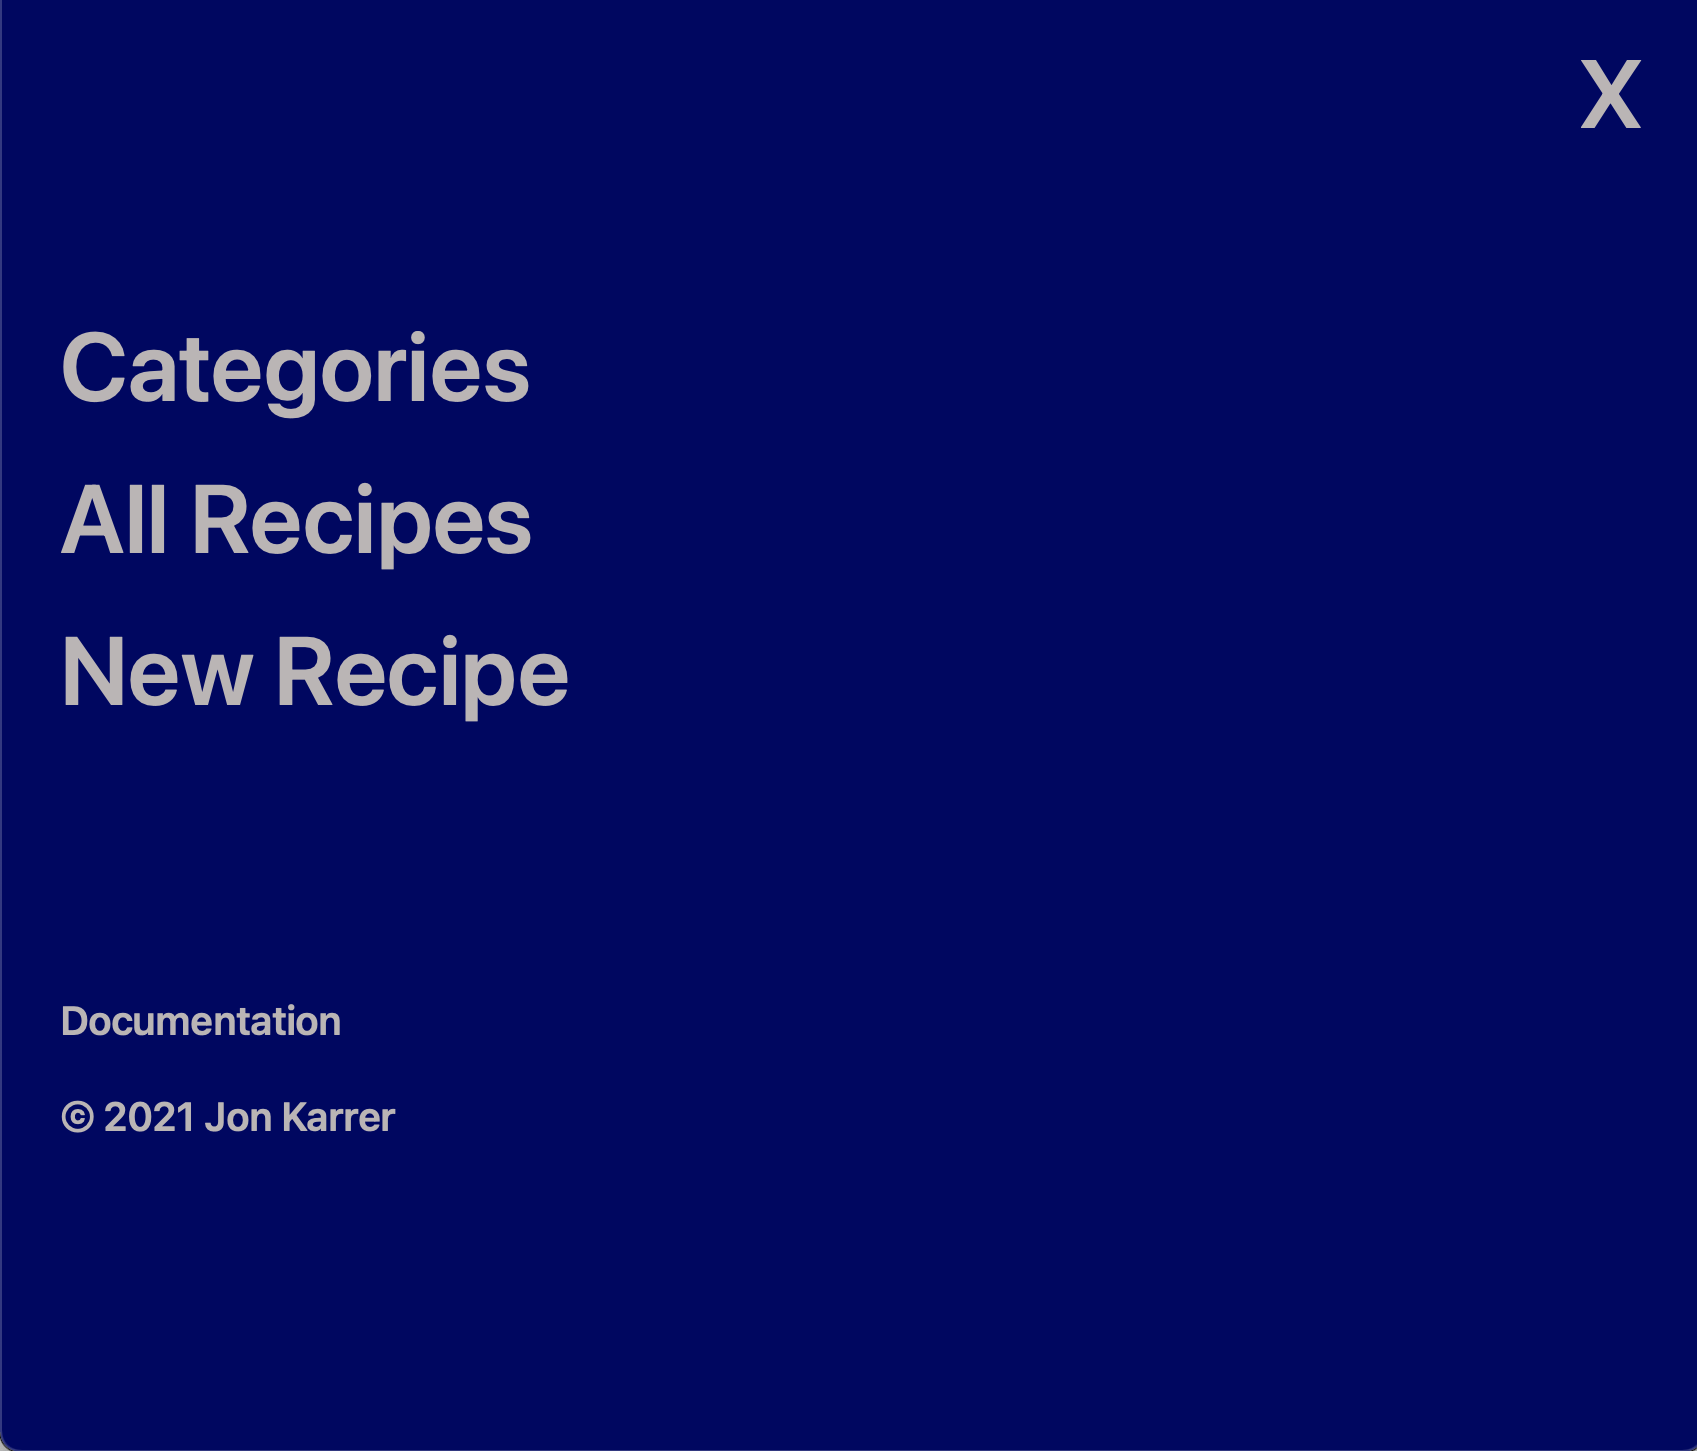 X
Categories
All Recipes
New Recipe
Documentation
© 2021 Jon Karrer